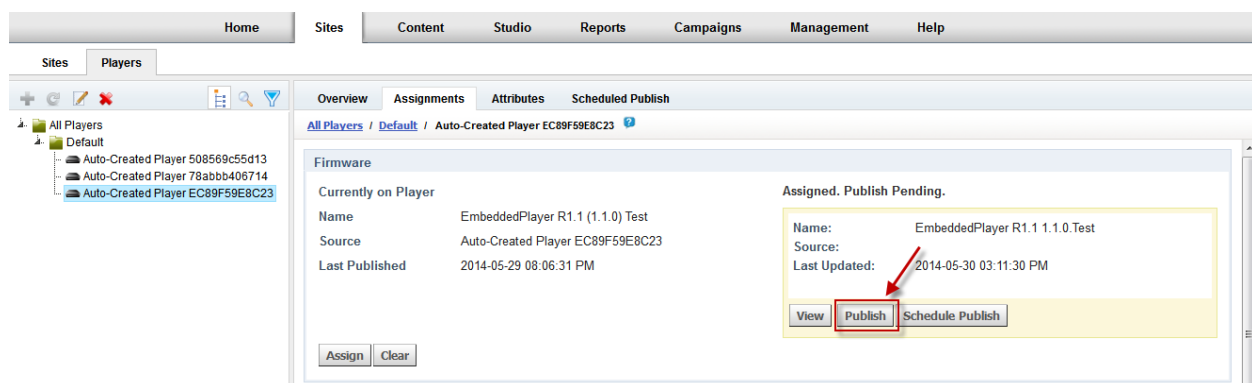 Home Sites Content Studio Reports Campaigns Management Help
Sites Players
Overview Assignments Attributes Scheduled Publish
All Players / Default / Auto-Created Player EC89F59E8C23 ?
All Players
Default
Auto-Created Player 508569c55d13
Auto-Created Player 78abbb406714
Auto-Created Player EC89F59E8C23
Firmware
Currently on Player
Name EmbeddedPlayer R1.1 (1.1.0) Test
Source Auto-Created Player EC89F59E8C23
Last Published 2014-05-29 08:06:31 PM
Assign Clear
Assigned. Publish Pending.
Name: EmbeddedPlayer R1.1 1.1.0.Test
Source:
Last Updated: 2014-05-30 03:11:30 PM
View Publish Schedule Publish